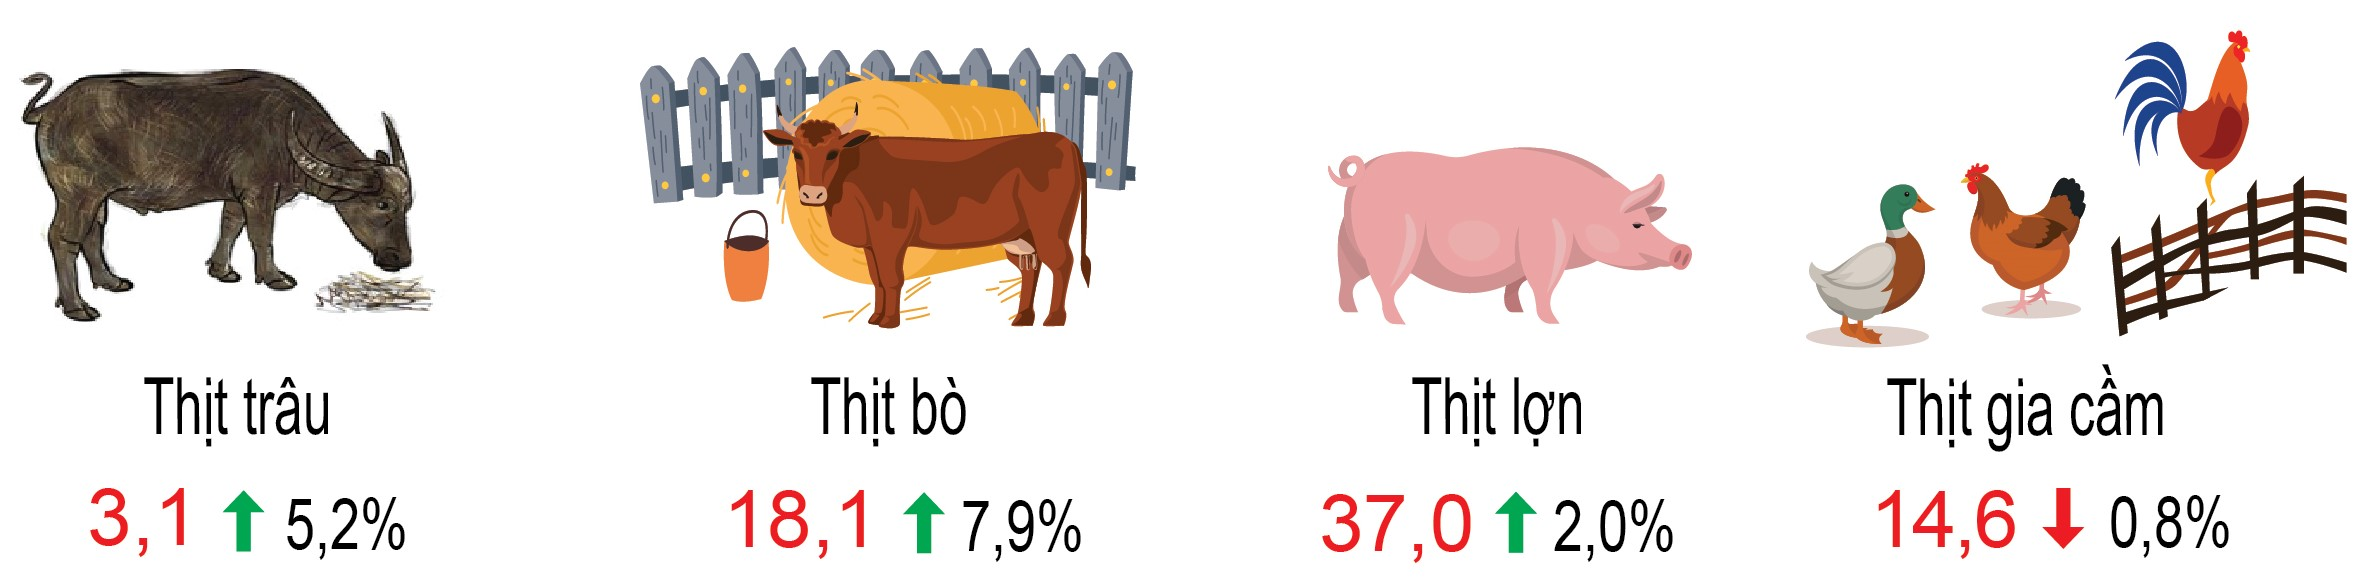 Thịt trâu
3,1 5,2%
Thịt bò
18,1 7,9%
Thịt lợn
37,0 2,0%
Thịt gia cầm
14,6 0,8%